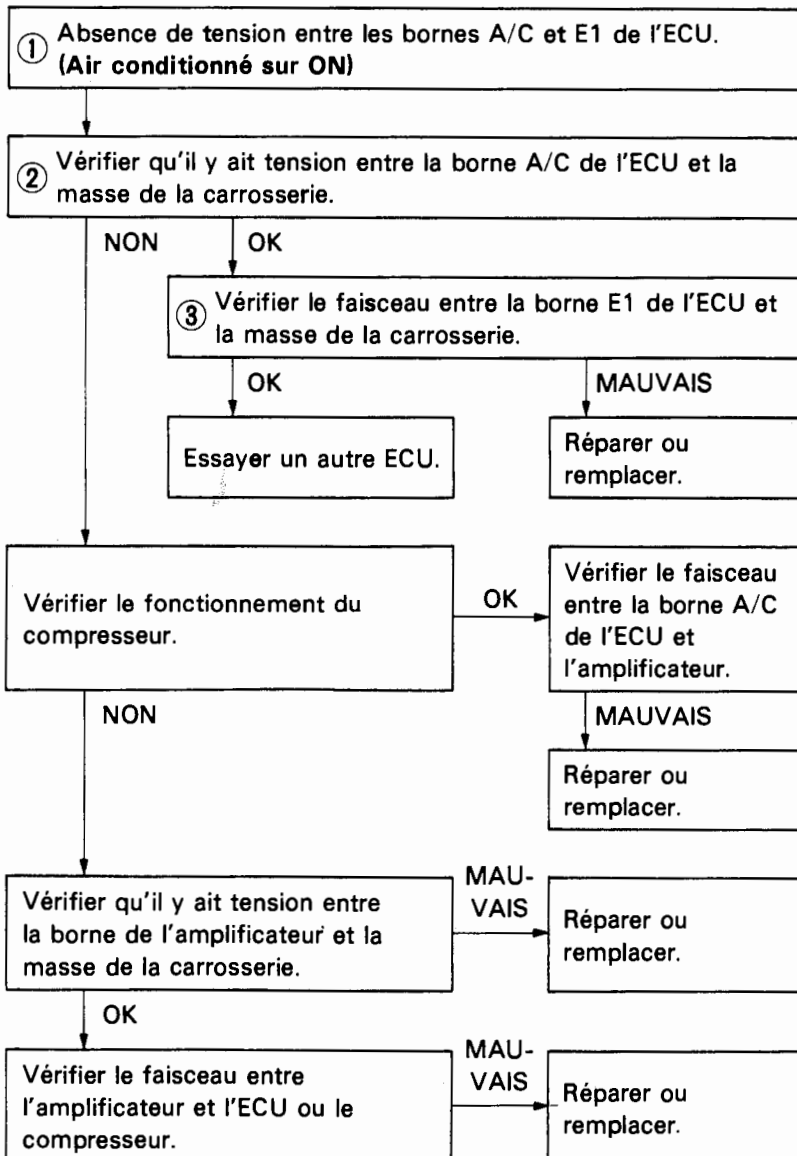 ① Absence de tension entre les bornes A/C et E1 de l'ECU.
(Air conditionné sur ON)
② Vérifier qu'il y ait tension entre la borne A/C de l'ECU et la
masse de la carrosserie.
NON
OK
③ Vérifier le faisceau entre la borne E1 de l'ECU et
la masse de la carrosserie.
OK
MAUVAIS
Essayer un autre ECU.
Réparer ou
remplacer.
Vérifier le fonctionnement du
compresseur.
OK
Vérifier le faisceau
entre la borne A/C
de l'ECU et
l'amplificateur.
NON
MAUVAIS
Réparer ou
remplacer.
Vérifier qu'il y ait tension entre
la borne de l'amplificateur et la
masse de la carrosserie.
MAU-
VAIS
Réparer ou
remplacer.
OK
Vérifier le faisceau entre
l'amplificateur et l'ECU ou le
compresseur.
MAU-
VAIS
Réparer ou
remplacer.